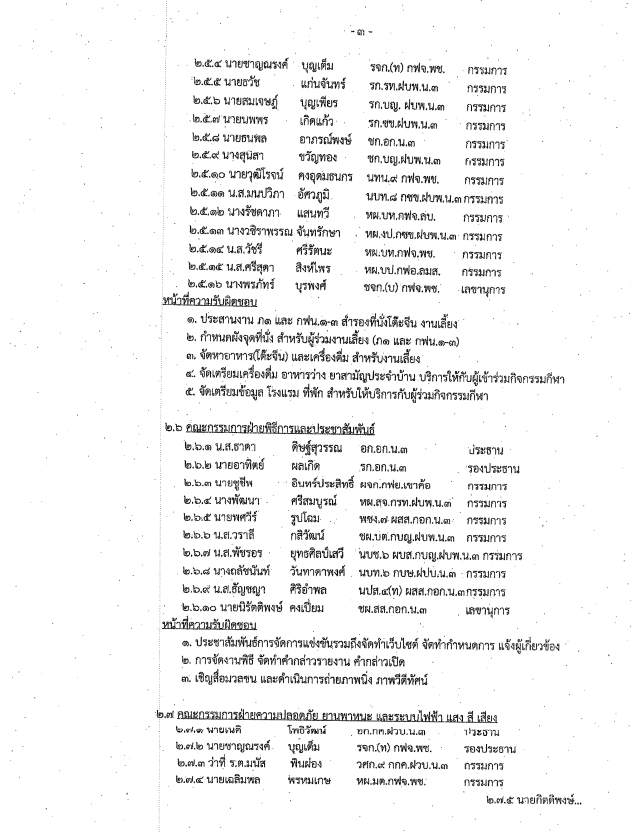 -๓-
๒.๕.๔ นายชาญณรงค์ บุญเต็ม รจก.(ท) กฟจ.พช. กรรมการ
๒.๕.๕ นายธวัช แก่นจันทร์ รก.รท.ฝบพ.น.๓ กรรมการ
๒.๕.๖ นายสมเจษฎ์ บุญเพียร รก.บญ. ฝบพ.น.๓ กรรมการ
๒.๕.๗ นายนพพร เกิดแก้ว รก.ซข.ฝบพ.น.๓ กรรมการ
๒.๕.๘ นายธนพล อาภรณ์พงษ์ ชก.อก.น.๓ กรรมการ
๒.๕.๙ นางสุนิสา ขวัญทอง ชก.บญ.ฝบพ.น.๓ กรรมการ
๒.๕.๑๐ นายวุฒิโรจน์ คงอุดมธนกร นทน.๙ กฟจ.พช. กรรมการ
๒.๕.๑๑ น.ส.มนปวิภา อัศวภูมิ นบท.๘ กซข.ฝบพ.น.๓ กรรมการ
๒.๕.๑๒ นางรัชดาภา แสนทวี หผ.บท.กฟจ.ลบ. กรรมการ
๒.๕.๑๓ นางวชิราพรรณ จันทรักษา หผ.งป.กซข.ฝบพ.น.๓ กรรมการ
๒.๕.๑๔ น.ส.วัชรี ศรีรัตนะ หผ.บท.กฟจ.พช. กรรมการ
๒.๕.๑๕ น.ส.ศรีสุดา สิงห์ไพร หผ.บป.กฟอ.ลมส. กรรมการ
๒.๕.๑๖ นางพรภัทร์ บุรพงศ์ ชจก.(บ) กฟจ.พช. เลขานุการ
หน้าที่ความรับผิดชอบ
๑. ประสานงาน ภ๑ และ กฟน.๑-๓ สำรองที่นั่งโต๊ะจีน งานเลี้ยง
๒. กำหนดผังจุดที่นั่ง สำหรับผู้ร่วมงานเลี้ยง (ภ๑ และ กฟน.๑-๓)
๓. จัดหาอาหาร(โต๊ะจีน) และเครื่องดื่ม สำหรับงานเลี้ยง
๔. จัดเตรียมเครื่องดื่ม อาหารว่าง ยาสามัญประจำบ้าน บริการให้กับผู้เข้าร่วมกิจกรรมกีฬา
๕. จัดเตรียมข้อมูล โรงแรม ที่พัก สำหรับให้บริการกับผู้ร่วมกิจกรรมกีฬา
๒.๖ คณะกรรมการฝ่ายพิธีการและประชาสัมพันธ์
๒.๖.๑ น.ส.ธาดา ดิษฐ์สุวรรณ อก.อก.น.๓ ประธาน
๒.๖.๒ นายอาทิตย์ ผลเกิด รก.อก.น.๓ รองประธาน
๒.๖.๓ นายชูชีพ อินทร์ประสิทธิ์ ผจก.กฟย.เขาค้อ กรรมการ
๒.๖.๔ นางพัฒนา ศรีสมบูรณ์ หผ.สจ.กรท.ฝบพ.น.๓ กรรมการ
๒.๖.๕ นายพศวีร์ รูปโฉม พชง.๗ ผสส.กอก.น.๓ กรรมการ
๒.๖.๖ น.ส.วราลี กสิวัฒน์ ชผ.บต.กบญ.ฝบพ.น.๓ กรรมการ
๒.๖.๗ น.ส.พัชรอร ยุทธศิลป์เสวี นบช.๖ ผบส.กบญ.ฝบพ.น.๓ กรรมการ
๒.๖.๘ นางถลัชนันท์ วันทาตาพงศ์ นบท.๖ กบษ.ฝปบ.น.๓ กรรมการ
๒.๖.๙ น.ส.ธัญชญา ศิริอำพล นปส.๔(ท) ผสส.กอก.น.๓ กรรมการ
๒.๖.๑๐ นายนิรัตติพงษ์ คงเปี่ยม ชผ.สส.กอก.น.๓ เลขานุการ
หน้าที่ความรับผิดชอบ
๑. ประชาสัมพันธ์การจัดการแข่งขันรวมถึงจัดทำเว็บไซต์ จัดทำกำหนดการ แจ้งผู้เกี่ยวข้อง
๒. การจัดงานพิธี จัดทำคำกล่าวรายงาน คำกล่าวเปิด
๓. เชิญสื่อมวลชน และดำเนินการถ่ายภาพนิ่ง ภาพวีดีทัศน์
๒.๗ คณะกรรมการฝ่ายความปลอดภัย ยานพาหนะ และระบบไฟฟ้า แสง สี เสียง
๒.๗.๑ นายเนติ โพธิวัฒน์ อก.กค.ฝวบ.น.๓ ประธาน
๒.๗.๒ นายชาญณรงค์ บุญเต็ม รจก.(ท) กฟจ.พช. รองประธาน
๒.๗.๓ ว่าที่ ร.ต.มนัส ฟันฝอง วศก.๙ กกค.ฝวบ.น.๓ กรรมการ
๒.๗.๔ นายเฉลิมพล พรหมเกษ หผ.มต.กฟจ.พช. กรรมการ
๒.๗.๕ นายกิตติพงษ์...